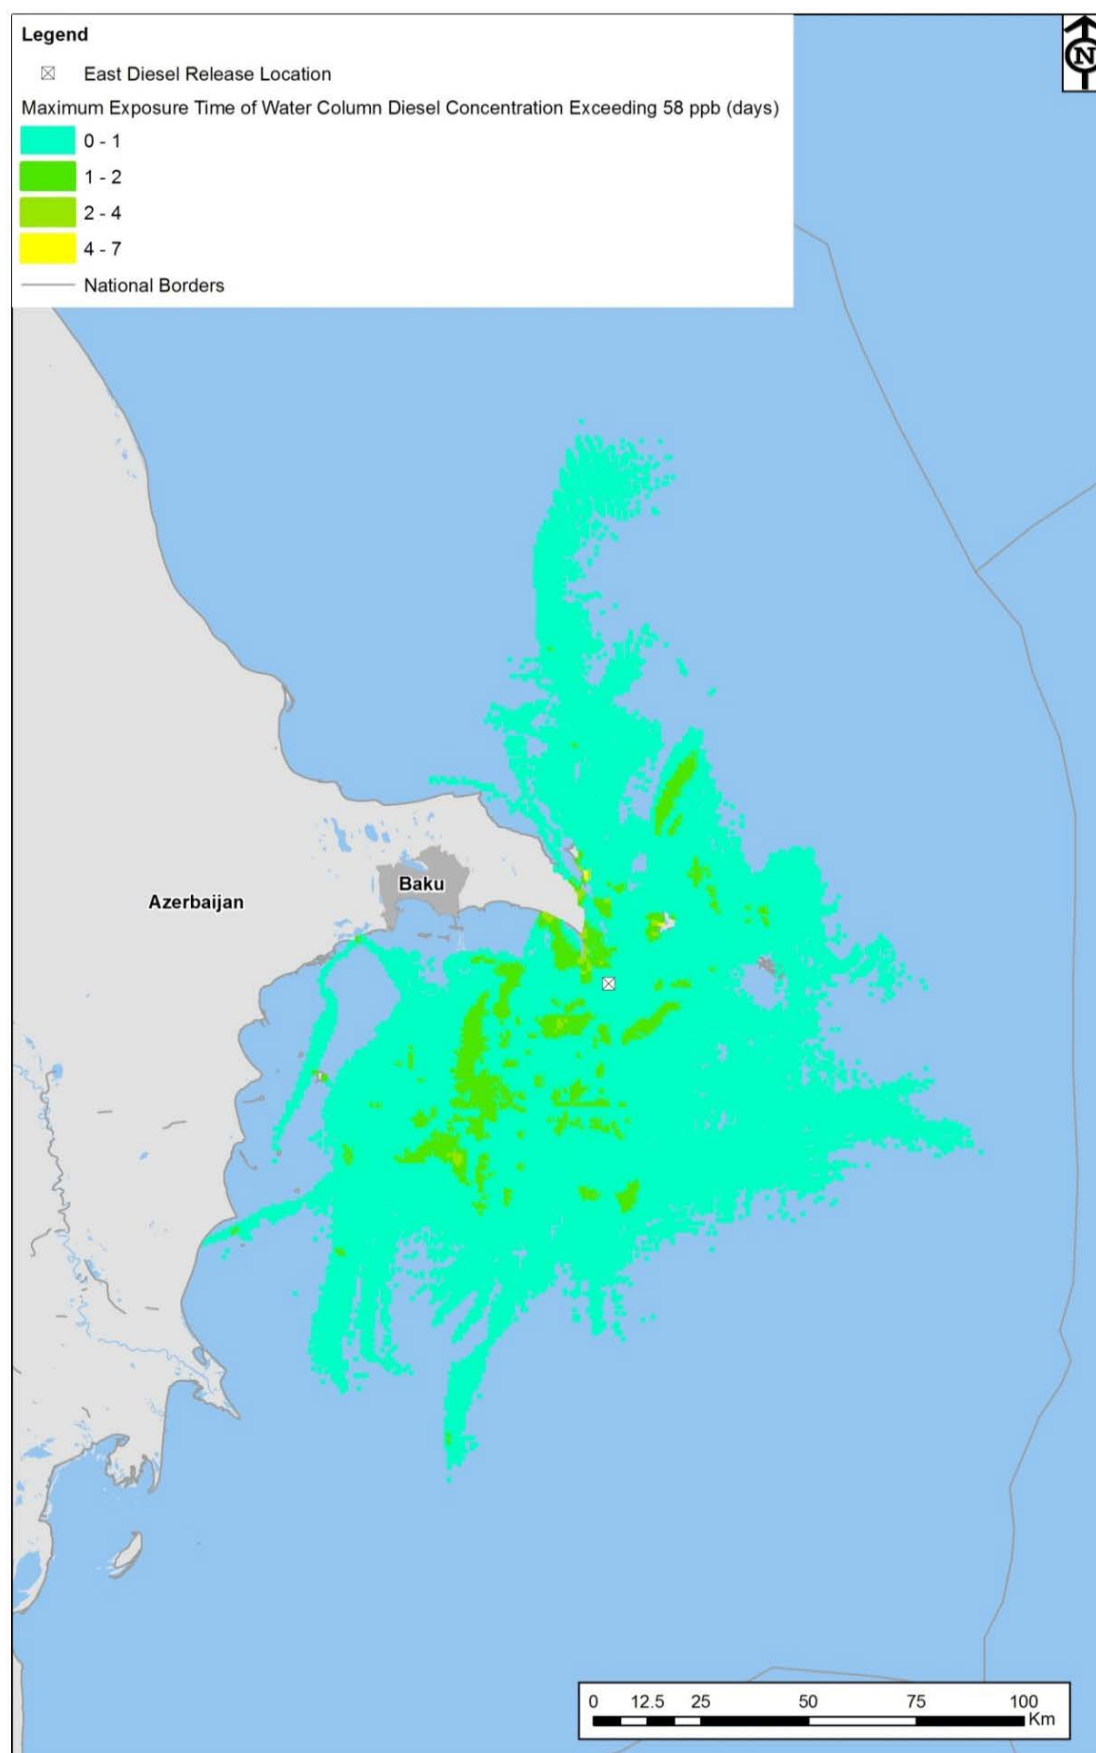 Legend
East Diesel Release Location
Maximum Exposure Time of Water Column Diesel Concentration Exceeding 58 ppb (days)
0 - 1
1 - 2
2 - 4
4 - 7
National Borders
N
Baku
Azerbaijan
0 12.5 25 50 75 100
Km